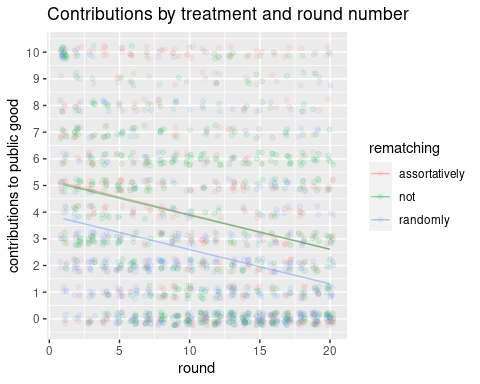 Contributions by treatment and round number
contributions to public good
10
9
8
7
6
5
4
3
2
1
0
0
5
10
15
20
round
rematching
assortatively
not
randomly